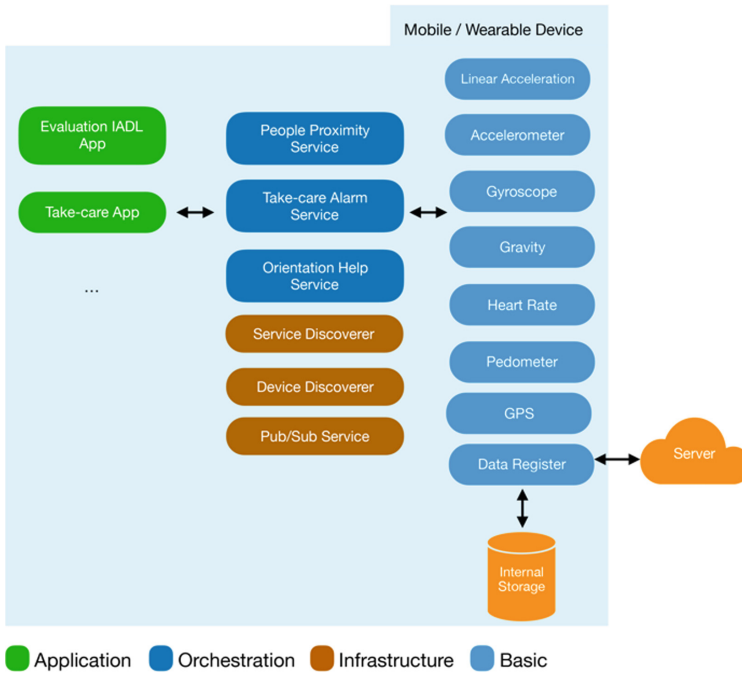 Mobile / Wearable Device
Evaluation IADL
App
Take-care App
...
People Proximity
Service
Take-care Alarm
Service
Orientation Help
Service
Service Discoverer
Device Discoverer
Pub/Sub Service
Linear Acceleration
Accelerometer
Gyroscope
Gravity
Heart Rate
Pedometer
GPS
Data Register
Server
Internal
Storage
Application
Orchestration
Infrastructure
Basic